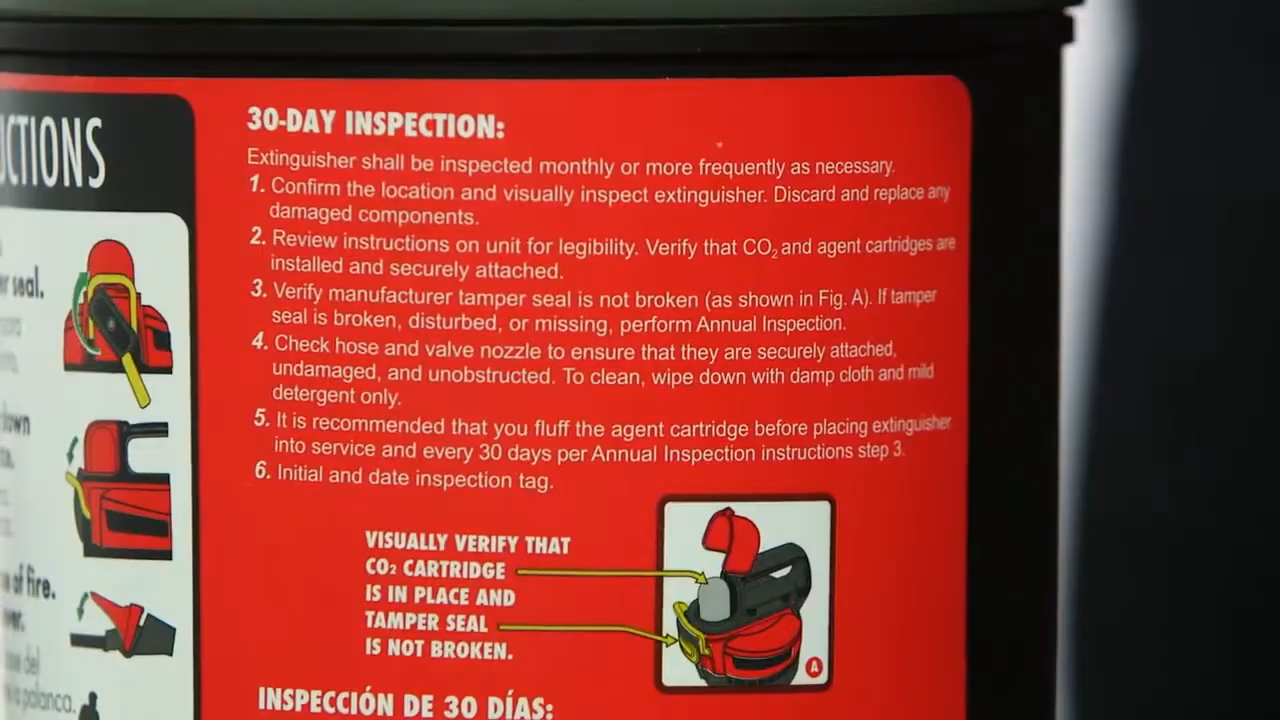 UCTIONS
er seal.
down
of fire.
ver.
la palanca.
30-DAY INSPECTION:
Extinguisher shall be inspected monthly or more frequently as necessary.
1. Confirm the location and visually inspect extinguisher. Discard and replace any
damaged components.
2. Review instructions on unit for legibility. Verify that CO₂ and agent cartridges are
installed and securely attached.
3. Verify manufacturer tamper seal is not broken (as shown in Fig. A). If tamper
seal is broken, disturbed, or missing, perform Annual Inspection.
4. Check hose and valve nozzle to ensure that they are securely attached,
undamaged, and unobstructed. To clean, wipe down with damp cloth and mild
detergent only.
5. It is recommended that you fluff the agent cartridge before placing extinguisher
into service and every 30 days per Annual Inspection instructions step 3.
6. Initial and date inspection tag.
VISUALLY VERIFY THAT
CO₂ CARTRIDGE
IS IN PLACE AND
TAMPER SEAL
IS NOT BROKEN.
A
INSPECCIÓN DE 30 DÍAS: